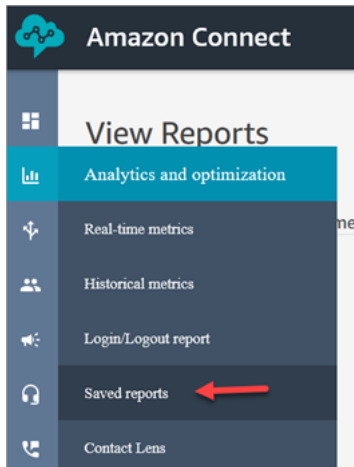 Amazon Connect
View Reports
Analytics and optimization
Real-time metrics
Historical metrics
Login/Logout report
Saved reports
Contact Lens